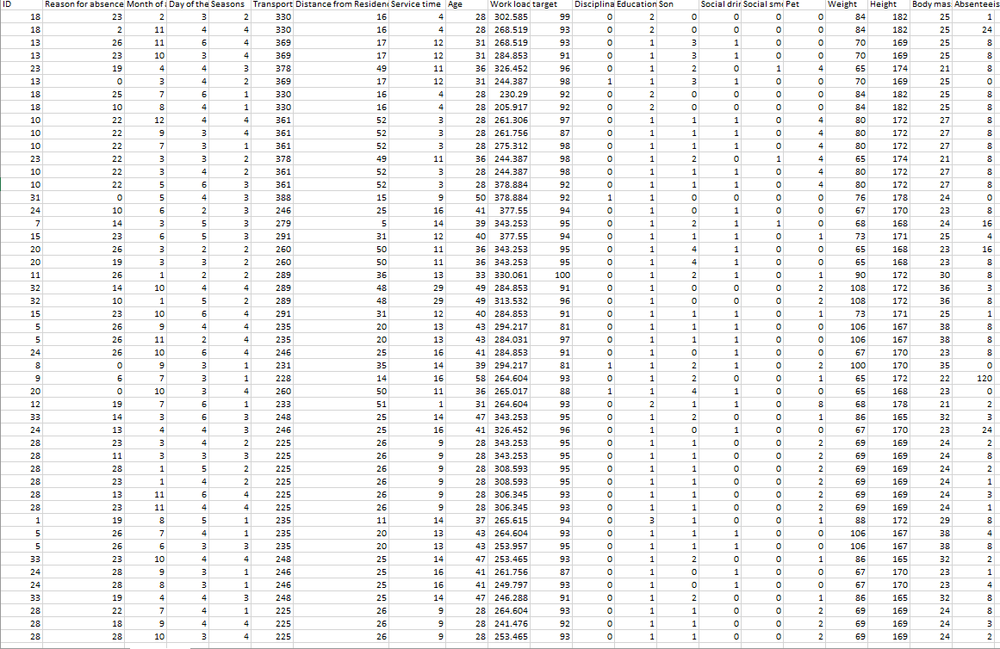 ID Reason for absence Month of a Day of the Seasons Transport Distance from Residen Service time Age Work load target Disciplina Education Son Social drin Social smo Pet Weight Height Body mas Absenteeis
18 23 2 3 2 330 16 4 28 302.585 99 0 2 0 0 0 0 84 182 25 1
18 2 11 4 4 330 16 4 28 268.519 93 0 2 0 0 0 0 84 182 25 24
13 26 11 6 4 369 17 12 31 268.519 93 0 1 3 1 0 0 70 169 25 8
13 23 10 3 4 369 17 12 31 284.853 91 0 1 3 1 0 0 70 169 25 8
23 19 4 4 3 378 49 11 36 326.452 96 0 1 2 0 1 4 65 174 21 8
13 0 3 4 2 369 17 12 31 244.387 98 1 1 3 1 0 0 70 169 25 0
18 25 7 6 1 330 16 4 28 230.29 92 0 2 0 0 0 0 84 182 25 8
18 10 8 4 1 330 16 4 28 205.917 92 0 2 0 0 0 0 84 182 25 8
10 22 12 4 4 361 52 3 28 261.306 97 0 1 1 1 0 4 80 172 27 8
10 22 9 3 4 361 52 3 28 261.756 87 0 1 1 1 0 4 80 172 27 8
10 22 7 3 1 361 52 3 28 275.312 98 0 1 1 1 0 4 80 172 27 8
23 22 3 3 2 378 49 11 36 244.387 98 0 1 2 0 1 4 65 174 21 8
10 22 3 4 2 361 52 3 28 244.387 98 0 1 1 1 0 4 80 172 27 8
10 22 5 6 3 361 52 3 28 378.884 92 0 1 1 1 0 4 80 172 27 8
31 0 5 4 3 388 15 9 50 378.884 92 1 1 0 0 0 0 76 178 24 0
24 10 6 2 3 246 25 16 41 377.55 94 0 1 0 1 0 0 67 170 23 8
7 14 3 5 3 279 5 14 39 343.253 95 0 1 2 1 1 0 68 168 24 16
15 23 6 5 3 291 31 12 40 377.55 94 0 1 1 1 0 1 73 171 25 4
20 26 3 2 2 260 50 11 36 343.253 95 0 1 4 1 0 0 65 168 23 16
20 19 3 3 2 260 50 11 36 343.253 95 0 1 4 1 0 0 65 168 23 8
11 26 1 2 2 289 36 13 33 330.061 100 0 1 2 1 0 1 90 172 30 8
32 14 10 4 4 289 48 29 49 284.853 91 0 1 0 0 0 2 108 172 36 3
32 10 1 5 2 289 48 29 49 313.532 96 0 1 0 0 0 2 108 172 36 8
15 23 10 6 4 291 31 12 40 284.853 91 0 1 1 1 0 1 73 171 25 1
5 26 9 4 4 235 20 13 43 294.217 81 0 1 1 1 0 0 106 167 38 8
5 26 11 2 4 235 20 13 43 284.031 97 0 1 1 1 0 0 106 167 38 8
24 26 10 6 4 246 25 16 41 284.853 91 0 1 0 1 0 0 67 170 23 8
8 0 9 3 1 231 35 14 39 294.217 81 1 1 2 1 0 2 100 170 35 0
9 6 7 3 1 228 14 16 58 264.604 93 0 1 2 0 0 1 65 172 22 120
20 0 10 3 4 260 50 11 36 265.017 88 1 1 4 1 0 0 65 168 23 0
12 19 7 6 1 233 51 1 31 264.604 93 0 2 1 1 0 8 68 178 21 2
33 14 3 6 3 248 25 14 47 343.253 95 0 1 2 0 0 1 86 165 32 3
24 13 4 4 3 246 25 16 41 326.452 96 0 1 0 1 0 0 67 170 23 24
28 23 3 4 2 225 26 9 28 343.253 95 0 1 1 0 0 2 69 169 24 2
28 11 3 3 3 225 26 9 28 343.253 95 0 1 1 0 0 2 69 169 24 8
28 28 1 5 2 225 26 9 28 308.593 95 0 1 1 0 0 2 69 169 24 2
28 23 1 4 2 225 26 9 28 308.593 95 0 1 1 0 0 2 69 169 24 1
28 13 11 6 4 225 26 9 28 306.345 93 0 1 1 0 0 2 69 169 24 3
28 23 11 4 4 225 26 9 28 306.345 93 0 1 1 0 0 2 69 169 24 1
1 19 8 5 1 235 11 14 37 265.615 94 0 3 1 0 0 1 88 172 29 8
5 26 7 4 1 235 20 13 43 264.604 93 0 1 1 1 0 0 106 167 38 4
5 26 6 3 3 235 20 13 43 253.957 95 0 1 1 1 0 0 106 167 38 8
33 23 10 4 4 248 25 14 47 253.465 93 0 1 2 0 0 1 86 165 32 2
24 28 9 3 1 246 25 16 41 261.756 87 0 1 0 1 0 0 67 170 23 1
24 28 8 3 1 246 25 16 41 249.797 93 0 1 0 1 0 0 67 170 23 4
33 19 4 4 3 248 25 14 47 246.288 91 0 1 2 0 0 1 86 165 32 8
28 22 7 4 1 225 26 9 28 264.604 93 0 1 1 0 0 2 69 169 24 8
28 18 9 4 4 225 26 9 28 241.476 92 0 1 1 0 0 2 69 169 24 3
28 28 10 3 4 225 26 9 28 253.465 93 0 1 1 0 0 2 69 169 24 2